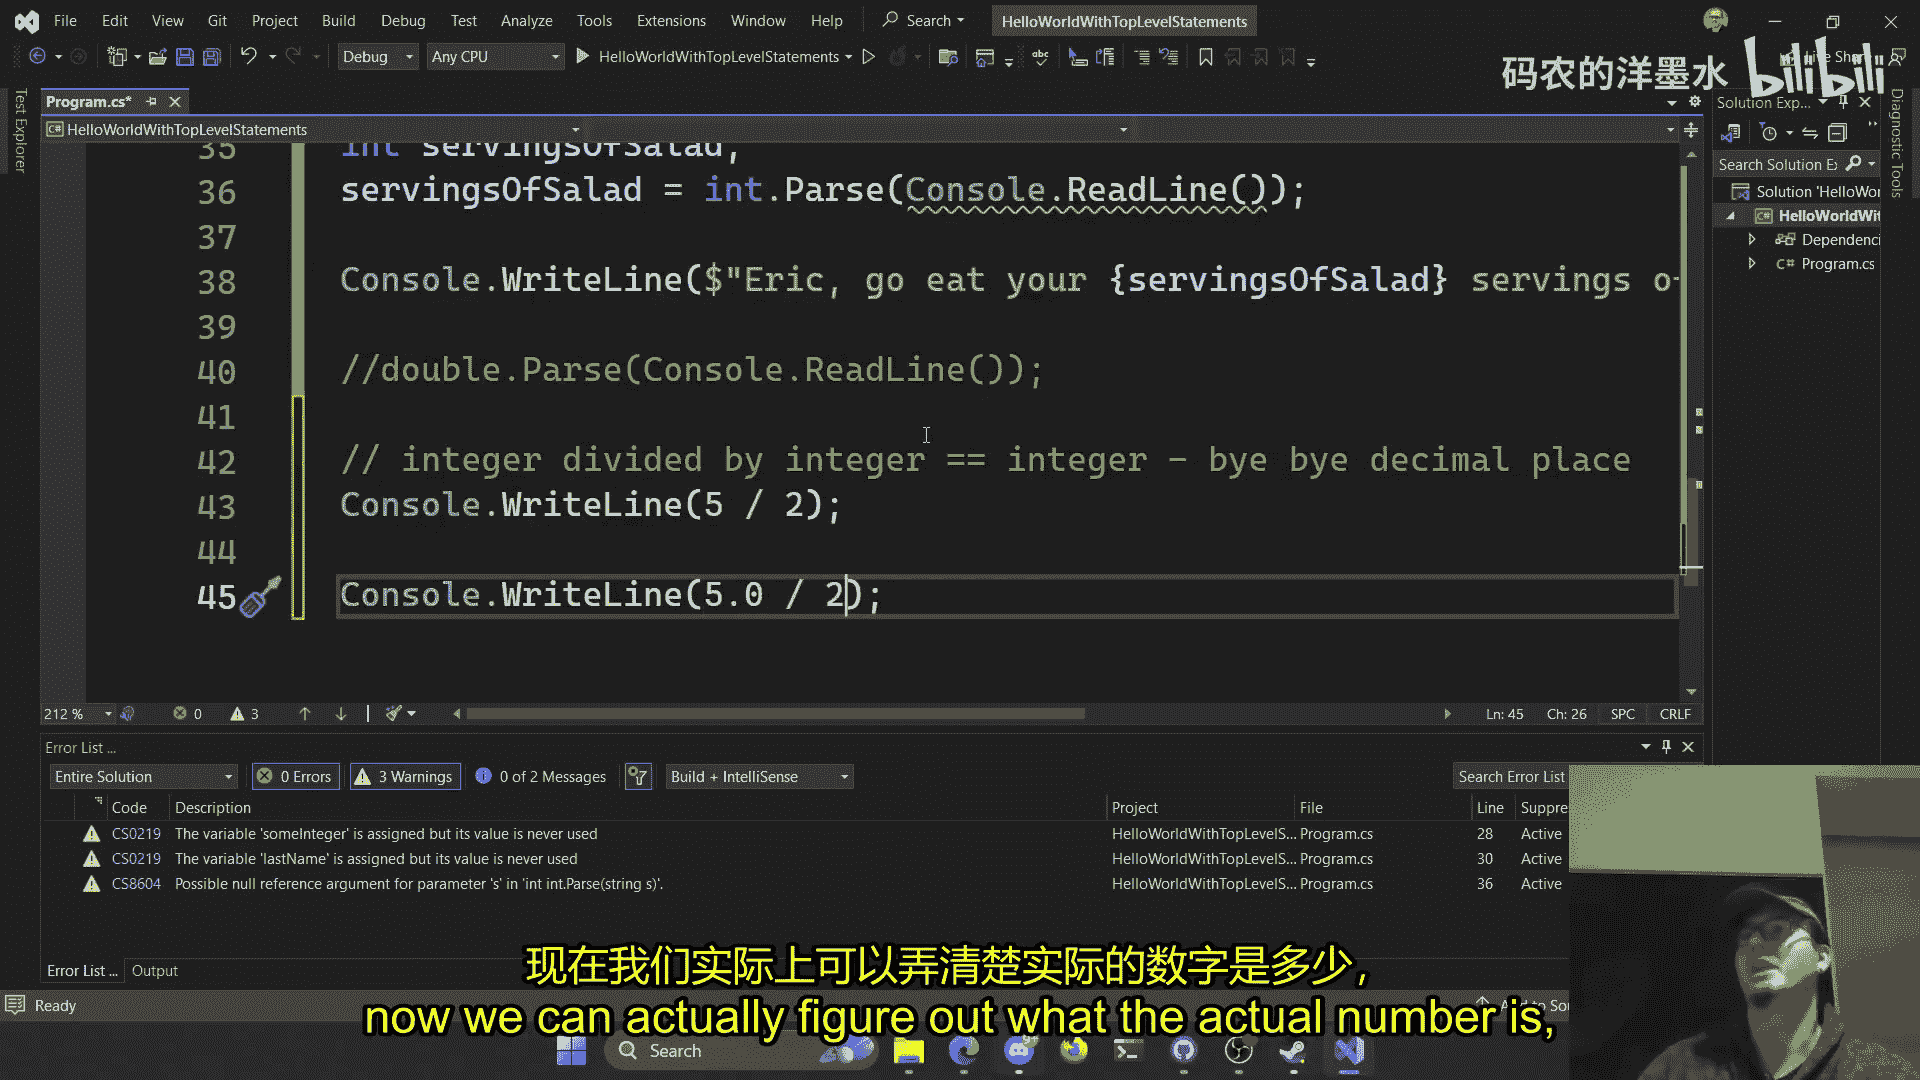 File Edit View Git Project Build Debug Test Analyze Tools Extensions Window Help Search HelloWorldWithTopLevelStatements
Debug Any CPU HelloWorldWithTopLevelStatements
码农的洋墨水 bilibili
Test Explorer
Program.cs*
Solution Exp...
Diagnostic Tools
HelloWorldWithTopLevelStatements
Search Solution E
Solution 'HelloWor
HelloWorldWit
Dependenci
C# Program.cs
35 int servingsOfSalad;
36 servingsOfSalad = int.Parse(Console.ReadLine());
37
38 Console.WriteLine($"Eric, go eat your {servingsOfSalad} servings o
39
40 //double.Parse(Console.ReadLine());
41
42 // integer divided by integer == integer - bye bye decimal place
43 Console.WriteLine(5 / 2);
44
45 Console.WriteLine(5.0 / 2);
212 % 0 3 Ln: 45 Ch: 26 SPC CRLF
Error List ...
Entire Solution 0 Errors 3 Warnings 0 of 2 Messages Build + IntelliSense Search Error List
Code Description Project File Line Suppre
CS0219 The variable 'someInteger' is assigned but its value is never used HelloWorldWithTopLevelS... Program.cs 28 Active
CS0219 The variable 'lastName' is assigned but its value is never used HelloWorldWithTopLevelS... Program.cs 30 Active
CS8604 Possible null reference argument for parameter 's' in 'int int.Parse(string s)'. HelloWorldWithTopLevelS... Program.cs 36 Active
Error List ... Output
现在我们实际上可以弄清楚实际的数字是多少，
Ready
now we can actually figure out what the actual number is,
Search